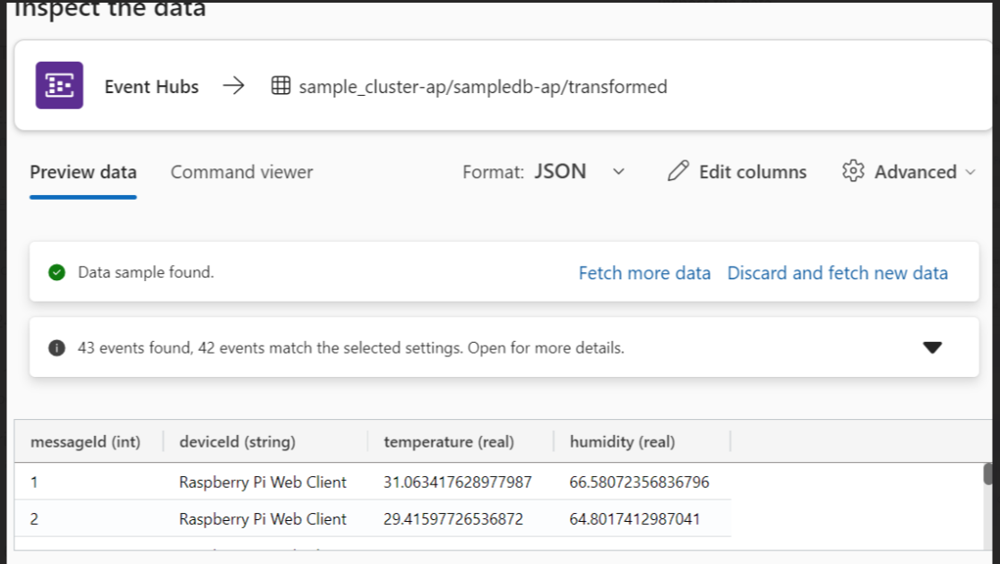 Inspect the data
Event Hubs → sample_cluster-ap/sampledb-ap/transformed
Preview data Command viewer Format: JSON Edit columns Advanced
Data sample found. Fetch more data Discard and fetch new data
43 events found, 42 events match the selected settings. Open for more details.
messageId (int) deviceId (string) temperature (real) humidity (real)
1 Raspberry Pi Web Client 31.063417628977987 66.58072356836796
2 Raspberry Pi Web Client 29.41597726536872 64.8017412987041